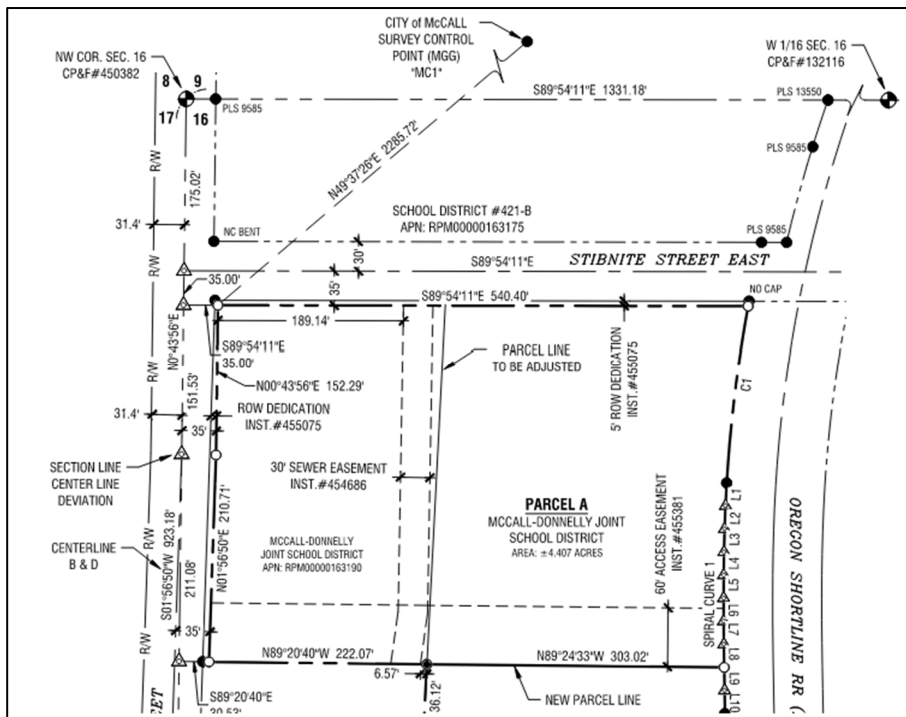 CITY of McCALL
SURVEY CONTROL
POINT (MGG)
"MC1"
NW COR. SEC. 16
CP&F#450382
W 1/16 SEC. 16
CP&F#132116
8
9
17
16
PLS 9585
S89°54'11"E 1331.18'
PLS 13550
PLS 9585
R/W
175.02'
N49°37'26"E 2285.72'
31.4'
R/W
NC BENT
SCHOOL DISTRICT #421-B
APN: RPM00000163175
PLS 9585
30'
35'
S89°54'11"E
STIBNITE STREET EAST
35.00'
S89°54'11"E 540.40'
NO CAP
189.14'
N0°43'56"E
151.53'
R/W
S89°54'11"E
35.00'
N00°43'56"E 152.29'
ROW DEDICATION
INST.#455075
PARCEL LINE
TO BE ADJUSTED
5' ROW DEDICATION
INST.#455075
C1
31.4'
R/W
35'
SECTION LINE
CENTER LINE
DEVIATION
30' SEWER EASEMENT
INST.#454686
PARCEL A
MCCALL-DONNELLY JOINT
SCHOOL DISTRICT
AREA: ±4.407 ACRES
60' ACCESS EASEMENT
INST.#455381
MCCALL-DONNELLY
JOINT SCHOOL DISTRICT
APN: RPM00000163190
CENTERLINE
B & D
S01°56'50"W 923.18'
211.08'
N01°56'50"E 210.71'
35'
L1
L2
L3
L4
L5
L6
L7
L8
L9
L10
SPIRAL CURVE 1
OREGON SHORTLINE RR (
N89°20'40"W 222.07'
N89°24'33"W 303.02'
6.57'
36.12'
NEW PARCEL LINE
S89°20'40"E
30.53'